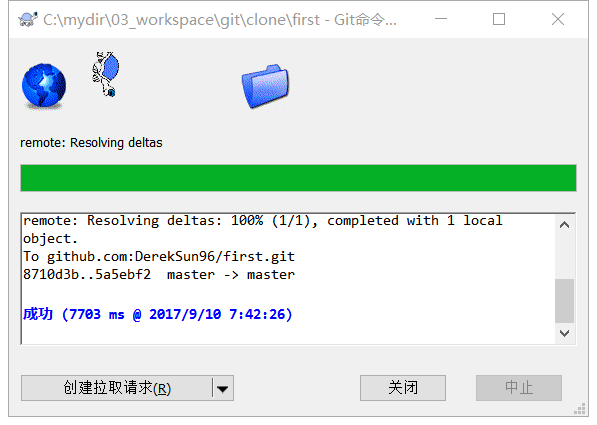 C:\mydir\03_workspace\git\clone\first - Git命令...
remote: Resolving deltas
remote: Resolving deltas: 100% (1/1), completed with 1 local
object.
To github.com:DerekSun96/first.git
8710d3b..5a5ebf2  master -> master
成功 (7703 ms @ 2017/9/10 7:42:26)
创建拉取请求(R)
关闭
中止